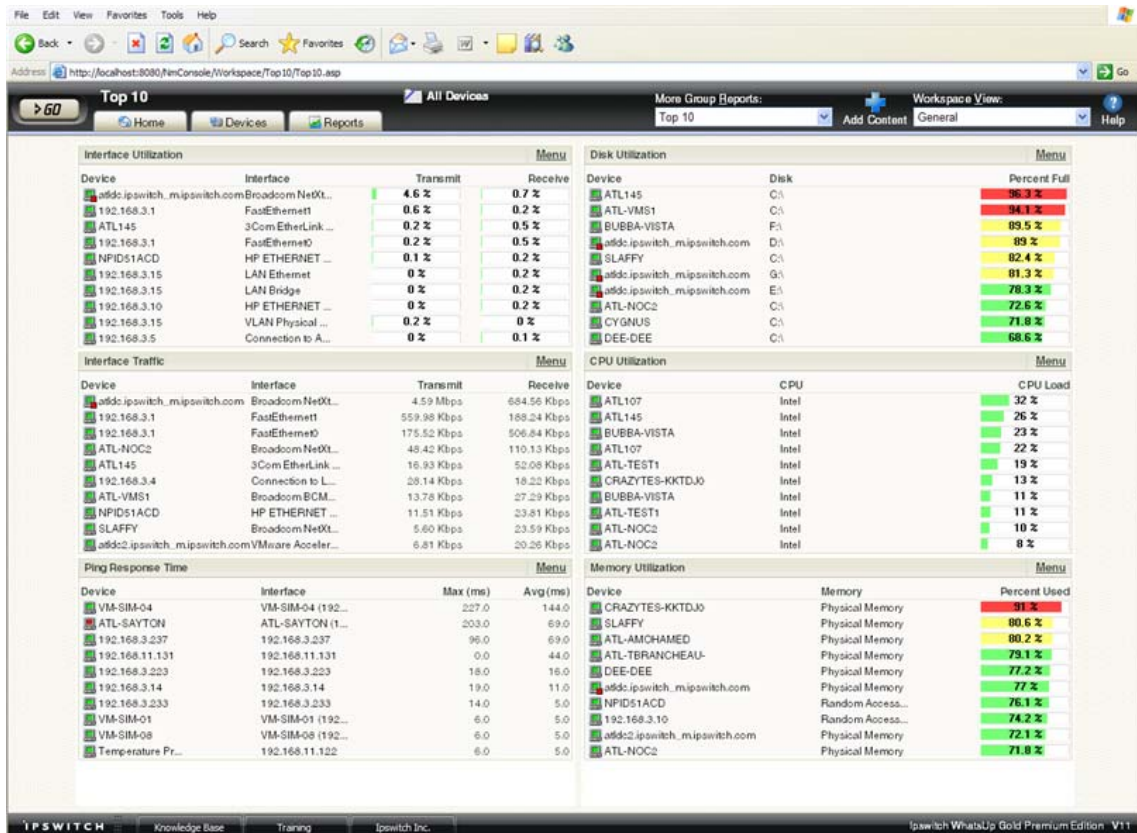 File Edit View Favorites Tools Help
Back Search Favorites
Address http://localhost:8080/NmConsole/Workspace/Top10/Top10.asp Go
GO Top 10 All Devices More Group Reports: Workspace View:
Home Devices Reports Top 10 Add Content General Help
Interface Utilization Menu
Device Interface Transmit Receive
atldc.ipswitch_m.ipswitch.com Broadcom NetXt... 4.6 % 0.7 %
192.168.3.1 FastEthernet1 0.6 % 0.2 %
ATL145 3Com EtherLink ... 0.2 % 0.5 %
192.168.3.1 FastEthernet0 0.2 % 0.5 %
NPID51ACD HP ETHERNET ... 0.1 % 0.2 %
192.168.3.15 LAN Ethernet 0 % 0.2 %
192.168.3.15 LAN Bridge 0 % 0.2 %
192.168.3.10 HP ETHERNET ... 0 % 0.2 %
192.168.3.15 VLAN Physical ... 0.2 % 0 %
192.168.3.5 Connection to A... 0 % 0.1 %
Disk Utilization Menu
Device Disk Percent Full
ATL145 C:\ 96.3 %
ATL-VMS1 C:\ 94.1 %
BUBBA-VISTA F:\ 89.5 %
atldc.ipswitch_m.ipswitch.com D:\ 89 %
SLAFFY C:\ 82.4 %
atldc.ipswitch_m.ipswitch.com G:\ 81.3 %
atldc.ipswitch_m.ipswitch.com E:\ 78.3 %
ATL-NOC2 C:\ 72.6 %
CYGNUS C:\ 71.8 %
DEE-DEE C:\ 68.6 %
Interface Traffic Menu
Device Interface Transmit Receive
atldc.ipswitch_m.ipswitch.com Broadcom NetXt... 4.59 Mbps 684.56 Kbps
192.168.3.1 FastEthernet1 559.98 Kbps 188.24 Kbps
192.168.3.1 FastEthernet0 175.52 Kbps 506.84 Kbps
ATL-NOC2 Broadcom NetXt... 48.42 Kbps 110.13 Kbps
ATL145 3Com EtherLink ... 16.93 Kbps 52.08 Kbps
192.168.3.4 Connection to L... 28.14 Kbps 18.22 Kbps
ATL-VMS1 Broadcom BCM... 13.78 Kbps 27.29 Kbps
NPID51ACD HP ETHERNET ... 11.51 Kbps 23.81 Kbps
SLAFFY Broadcom NetXt... 5.60 Kbps 23.59 Kbps
atldc2.ipswitch_m.ipswitch.com VMware Acceler... 6.81 Kbps 20.26 Kbps
CPU Utilization Menu
Device CPU CPU Load
ATL107 Intel 32 %
ATL145 Intel 26 %
BUBBA-VISTA Intel 23 %
ATL107 Intel 22 %
ATL-TEST1 Intel 19 %
CRAZYTES-KKTDJ0 Intel 13 %
BUBBA-VISTA Intel 11 %
ATL-TEST1 Intel 11 %
ATL-NOC2 Intel 10 %
ATL-NOC2 Intel 8 %
Ping Response Time Menu
Device Interface Max (ms) Avg (ms)
VM-SIM-04 VM-SIM-04 (192... 227.0 144.0
ATL-SAYTON ATL-SAYTON (1... 203.0 69.0
192.168.3.237 192.168.3.237 96.0 69.0
192.168.11.131 192.168.11.131 0.0 44.0
192.168.3.223 192.168.3.223 18.0 16.0
192.168.3.14 192.168.3.14 19.0 11.0
192.168.3.233 192.168.3.233 14.0 5.0
VM-SIM-01 VM-SIM-01 (192... 6.0 5.0
VM-SIM-08 VM-SIM-08 (192... 6.0 5.0
Temperature Pr... 192.168.11.122 6.0 5.0
Memory Utilization Menu
Device Memory Percent Used
CRAZYTES-KKTDJ0 Physical Memory 91 %
SLAFFY Physical Memory 80.6 %
ATL-AMOHAMED Physical Memory 80.2 %
ATL-TBRANCHEAU- Physical Memory 79.1 %
DEE-DEE Physical Memory 77.2 %
atldc.ipswitch_m.ipswitch.com Physical Memory 77 %
NPID51ACD Random Access... 76.1 %
192.168.3.10 Random Access... 74.2 %
atldc2.ipswitch_m.ipswitch.com Physical Memory 72.1 %
ATL-NOC2 Physical Memory 71.8 %
IPSWITCH Knowledge Base Training Ipswitch Inc. Ipswitch WhatsUp Gold Premium Edition V11